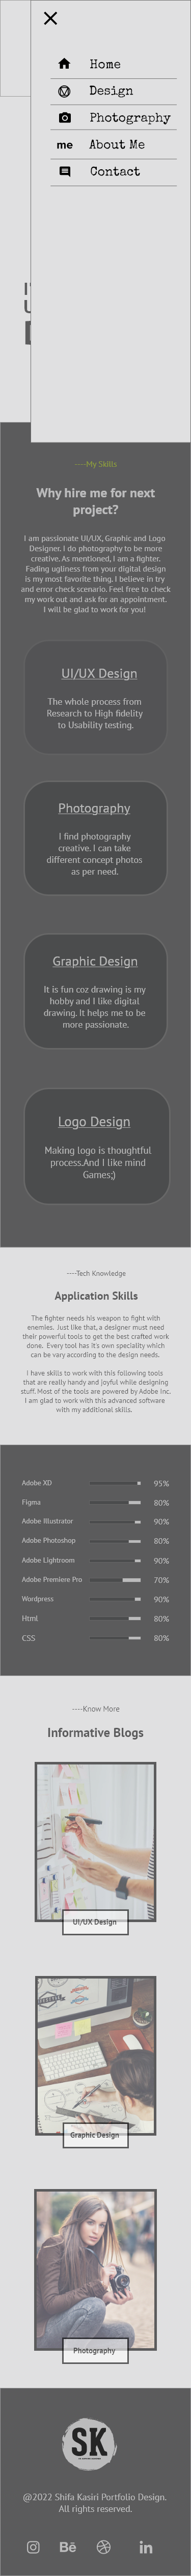 Home
Design
Photography
me About Me
Contact
----My Skills
Why hire me for next
project?
I am passionate UI/UX, Graphic and Logo
Designer. I do photography to be more
creative. As mentioned, I am a fighter.
Fading ugliness from your digital design
is my most favorite thing. I believe in try
and error check scenario. Feel free to check
my work out and ask for an appointment.
I will be glad to work for you!
UI/UX Design
The whole process from
Research to High fidelity
to Usability testing.
Photography
I find photography
creative. I can take
different concept photos
as per need.
Graphic Design
It is fun coz drawing is my
hobby and I like digital
drawing. It helps me to be
more passionate.
Logo Design
Making logo is thoughtful
process.And I like mind
Games;)
----Tech Knowledge
Application Skills
The fighter needs his weapon to fight with
enemies. Just like that, a designer must need
their powerful tools to get the best crafted work
done. Every tool has it's own speciality which
can be vary according to the design needs.
I have skills to work with this following tools
that are really handy and joyful while designing
stuff. Most of the tools are powered by Adobe Inc.
I am glad to work with this advanced software
with my additional skills.
Adobe XD 95%
Figma 80%
Adobe Illustrator 90%
Adobe Photoshop 80%
Adobe Lightroom 90%
Adobe Premiere Pro 70%
Wordpress 90%
Html 80%
CSS 80%
----Know More
Informative Blogs
UI/UX Design
Graphic Design
Photography
SK
@2022 Shifa Kasiri Portfolio Design.
All rights reserved.
Bē
in